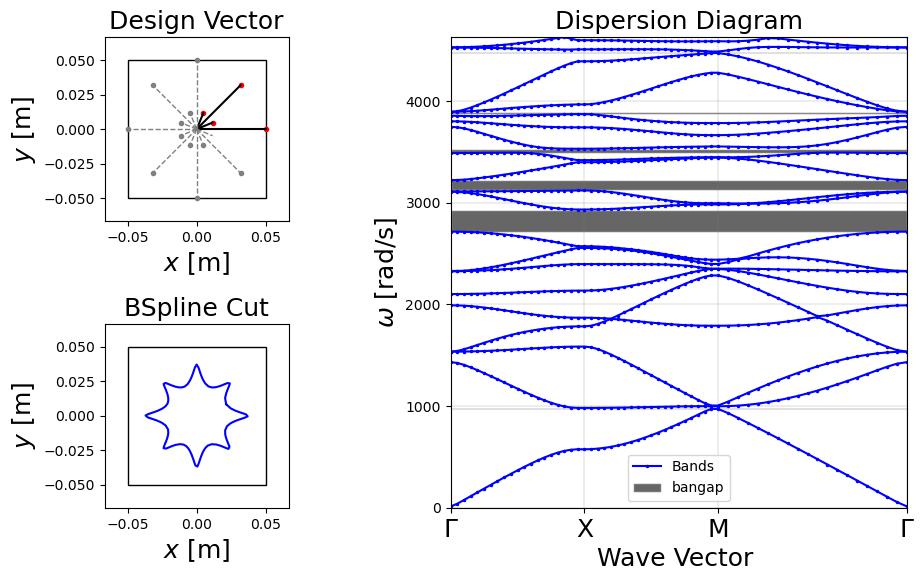 Design Vector
0.050
0.025
0.000
−0.025
−0.050
y [m]
−0.05 0.00 0.05
x [m]
BSpline Cut
0.050
0.025
0.000
−0.025
−0.050
y [m]
−0.05 0.00 0.05
x [m]
Dispersion Diagram
4000
3000
2000
1000
0
ω [rad/s]
Bands
bangap
Γ X M Γ
Wave Vector